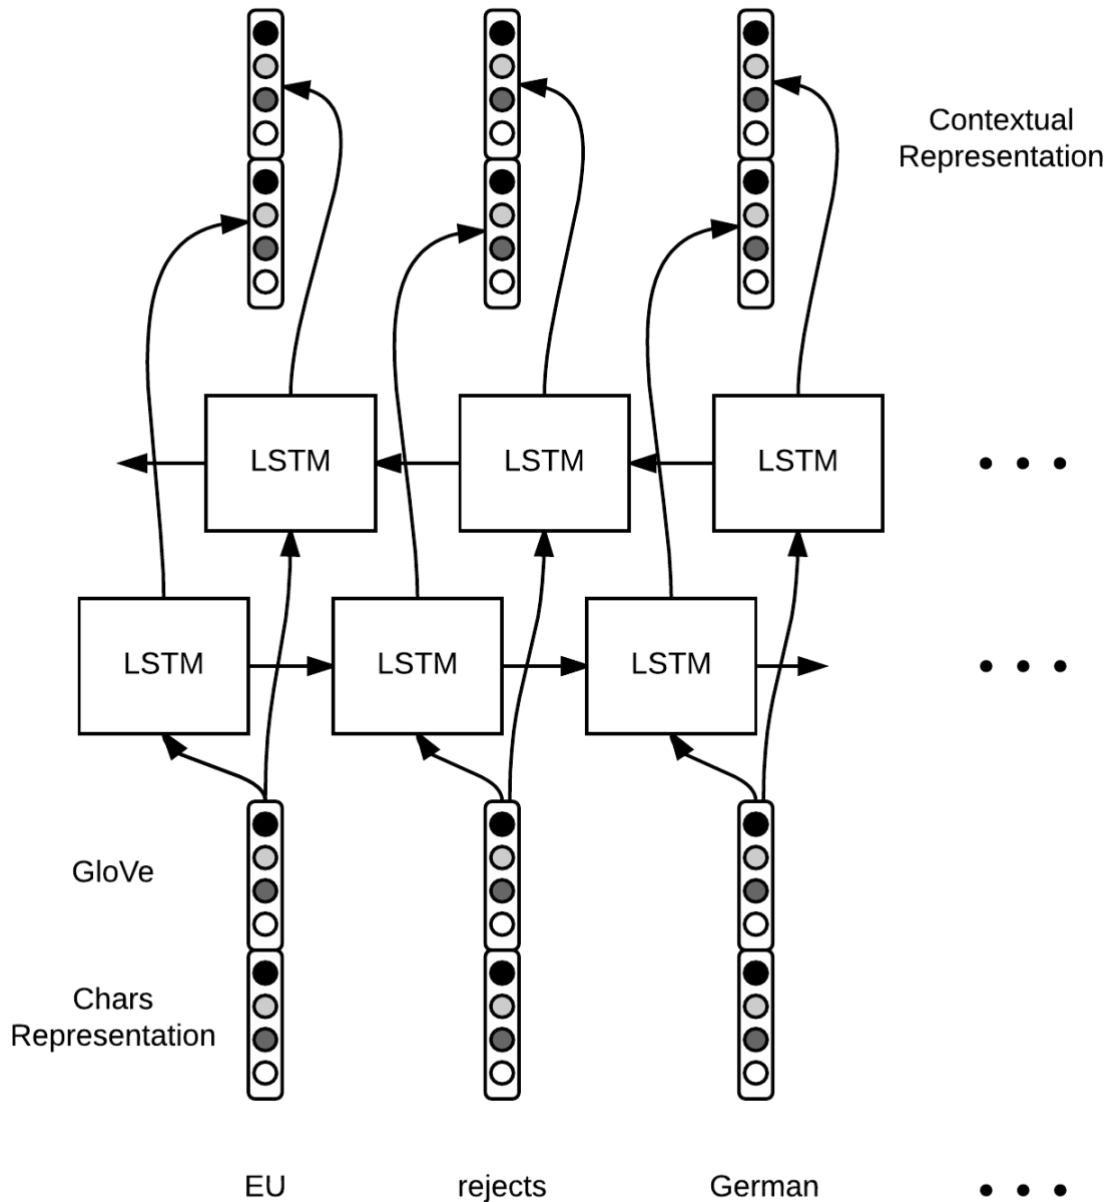 Contextual
Representation
LSTM LSTM LSTM
LSTM LSTM LSTM
GloVe
Chars
Representation
EU rejects German